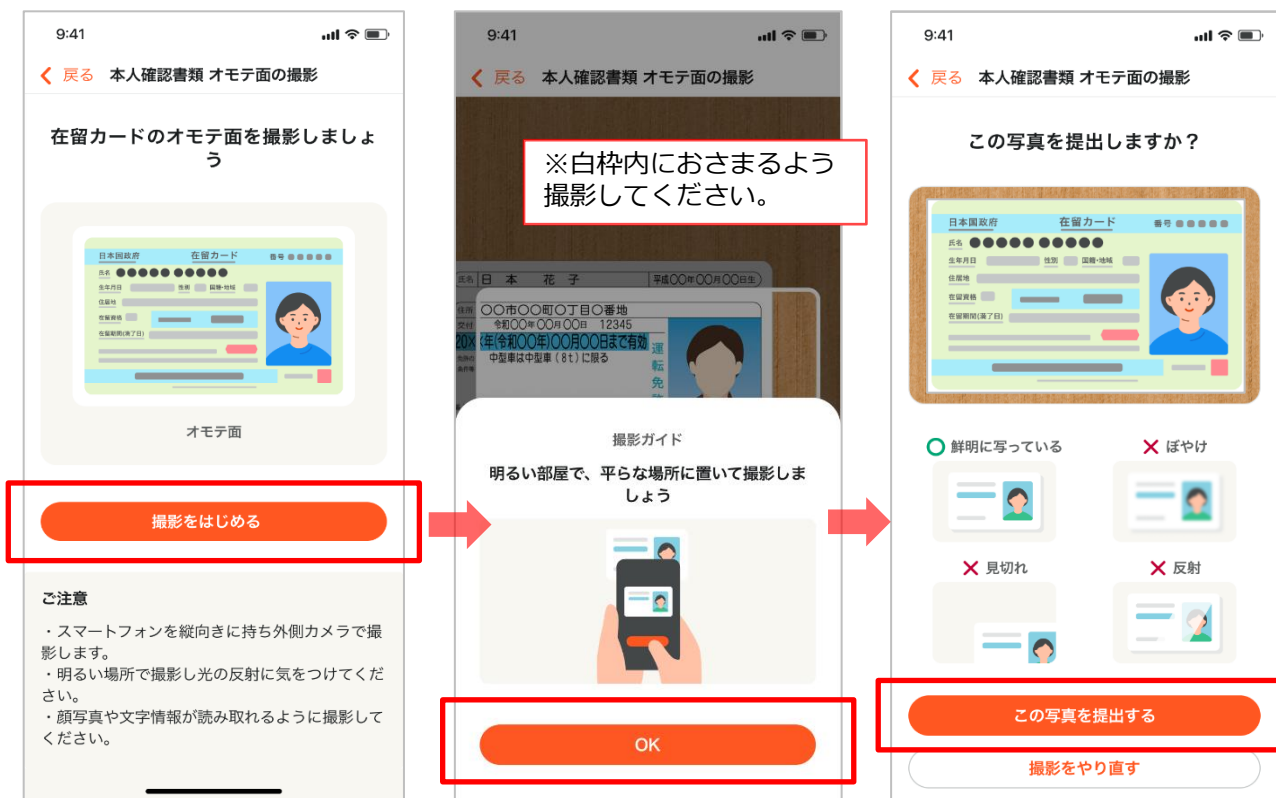 9:41
戻る 本人確認書類 オモテ面の撮影
在留カードのオモテ面を撮影しましょ
う
日本国政府 在留カード 番号
氏名
生年月日 性別 国籍・地域
住居地
在留資格
在留期間(満了日)
オモテ面
撮影をはじめる
ご注意
・スマートフォンを縦向きに持ち外側カメラで撮
影します。
・明るい場所で撮影し光の反射に気をつけてくだ
さい。
・顔写真や文字情報が読み取れるように撮影して
ください。
9:41
戻る 本人確認書類 オモテ面の撮影
※白枠内におさまるよう
撮影してください。
氏名 日本 花子 平成〇〇年〇〇月〇〇日生
住所 〇〇市〇〇町〇丁目〇番地
交付 令和〇〇年〇〇月〇〇日 12345
年(令和〇〇年)〇〇月〇〇日まで有効
中型車は中型車(8t)に限る
運転免
撮影ガイド
明るい部屋で、平らな場所に置いて撮影しま
しょう
OK
9:41
戻る 本人確認書類 オモテ面の撮影
この写真を提出しますか?
日本国政府 在留カード 番号
氏名
生年月日 性別 国籍・地域
住居地
在留資格
在留期間(満了日)
鮮明に写っている
ぼやけ
見切れ
反射
この写真を提出する
撮影をやり直す